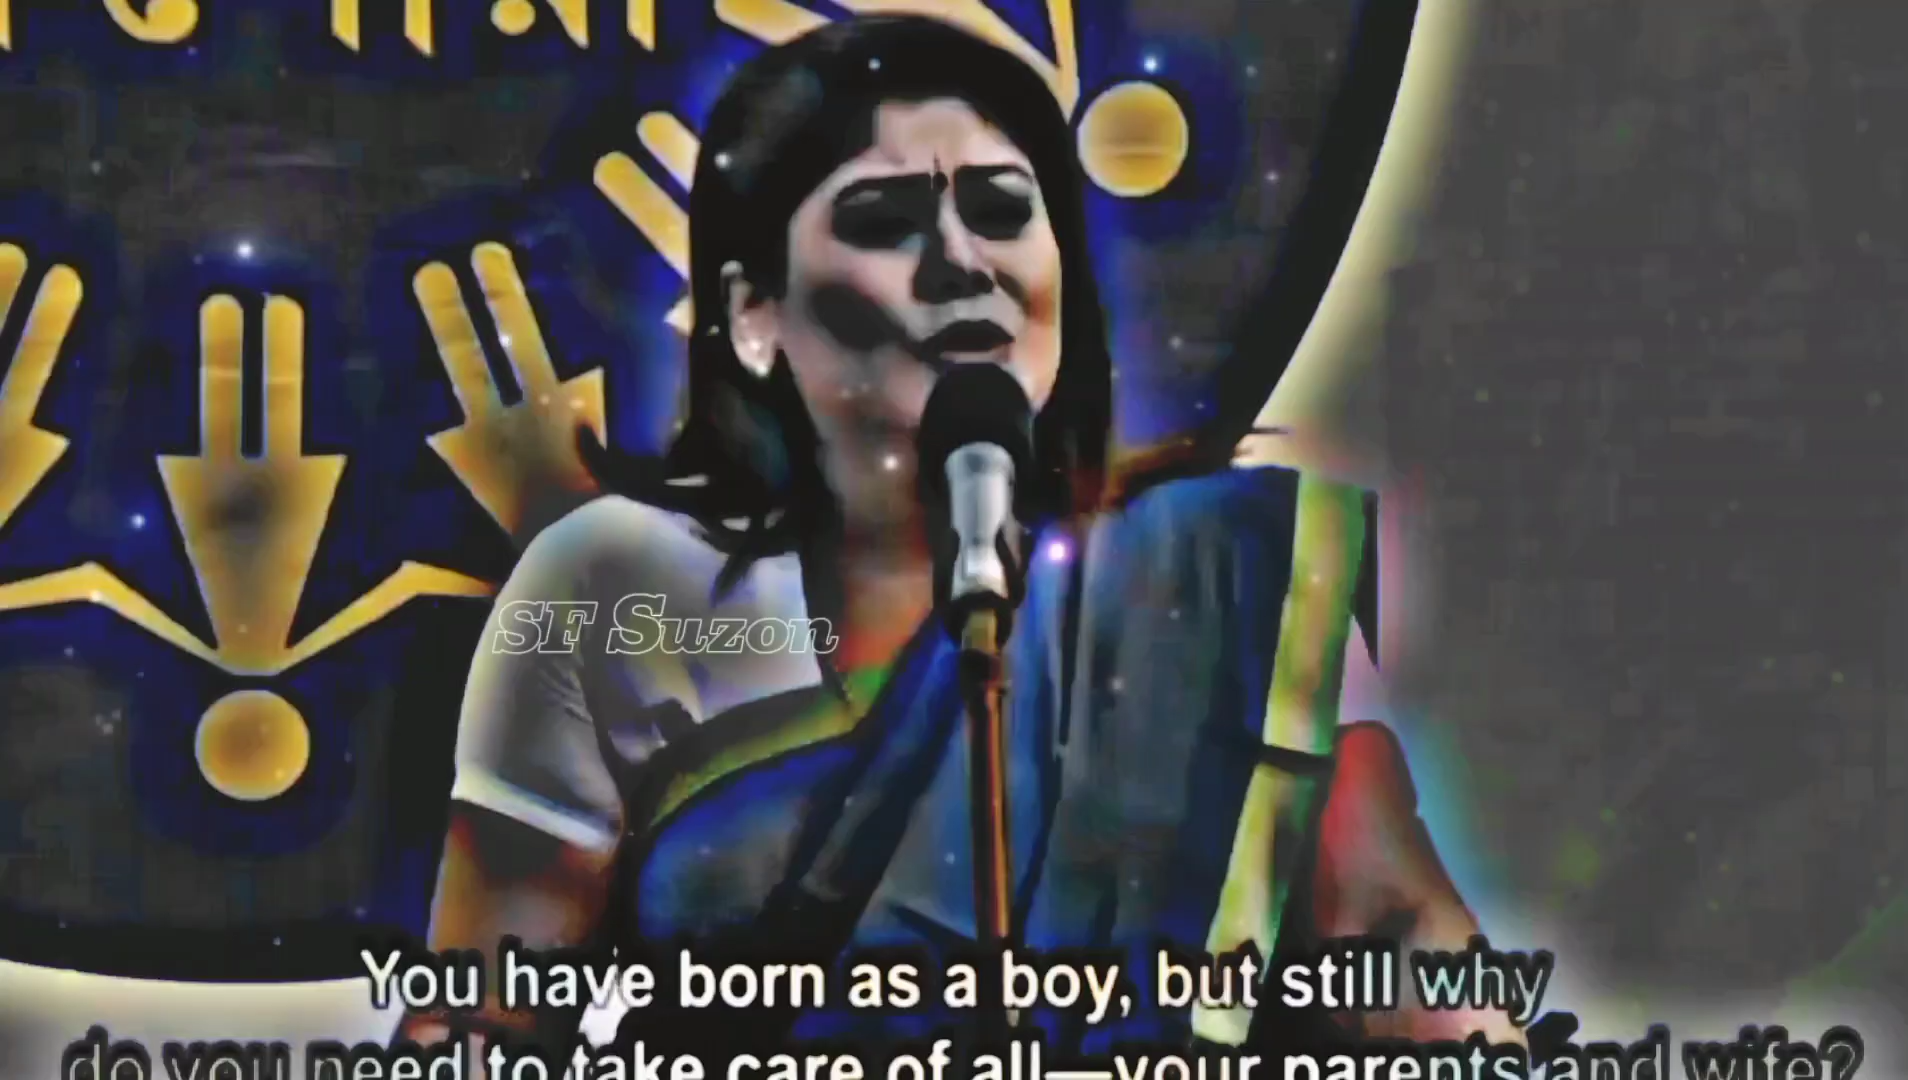 SF Suzon
You have born as a boy, but still why
do you need to take care of all—your parents and wife?